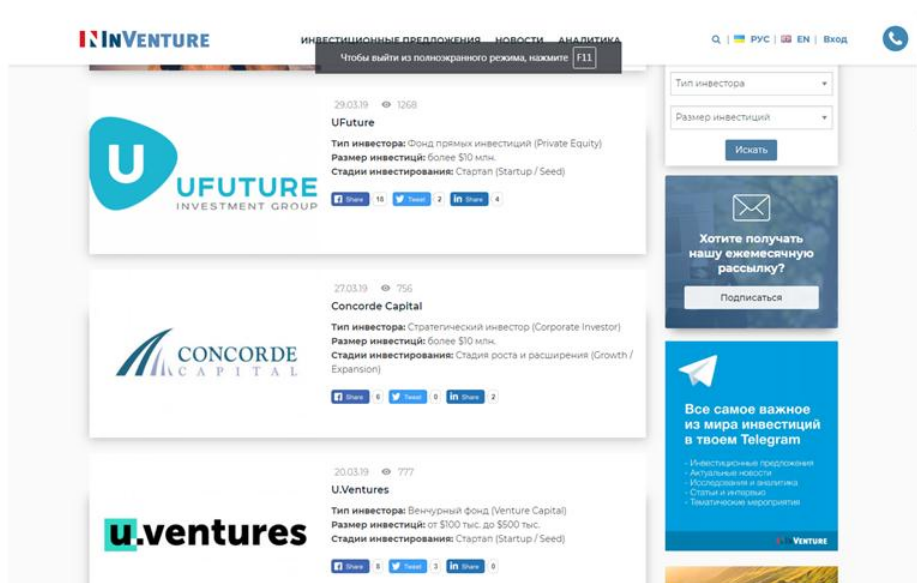 INVENTURE
ИНВЕСТИЦИОННЫЕ ПРЕДЛОЖЕНИЯ НОВОСТИ АНАЛИТИКА
РУС | EN | Вход
Чтобы выйти из полноэкранного режима, нажмите F11
29.03.19 1268
UFuture
Тип инвестора: Фонд прямых инвестиций (Private Equity)
Размер инвестиций: более $10 млн.
Стадии инвестирования: Стартап (Startup / Seed)
Share 18 Tweet 2 Share 4
U
UFUTURE
INVESTMENT GROUP
27.03.19 756
Concorde Capital
Тип инвестора: Стратегический инвестор (Corporate Investor)
Размер инвестиций: более $10 млн.
Стадии инвестирования: Стадия роста и расширения (Growth /
Expansion)
Share 6 Tweet 0 Share 2
CONCORDE
CAPITAL
20.03.19 777
U.Ventures
Тип инвестора: Венчурный фонд (Venture Capital)
Размер инвестиций: от $100 тыс. до $500 тыс.
Стадии инвестирования: Стартап (Startup / Seed)
Share 8 Tweet 3 Share 0
u.ventures
Тип инвестора
Размер инвестиций
Искать
Хотите получать
нашу ежемесячную
рассылку?
Подписаться
Все самое важное
из мира инвестиций
в твоем Telegram
- Инвестиционные предложения
- Актуальные новости
- Исследования и аналитика
- Статьи и интервью
- Тематические мероприятия
INVENTURE